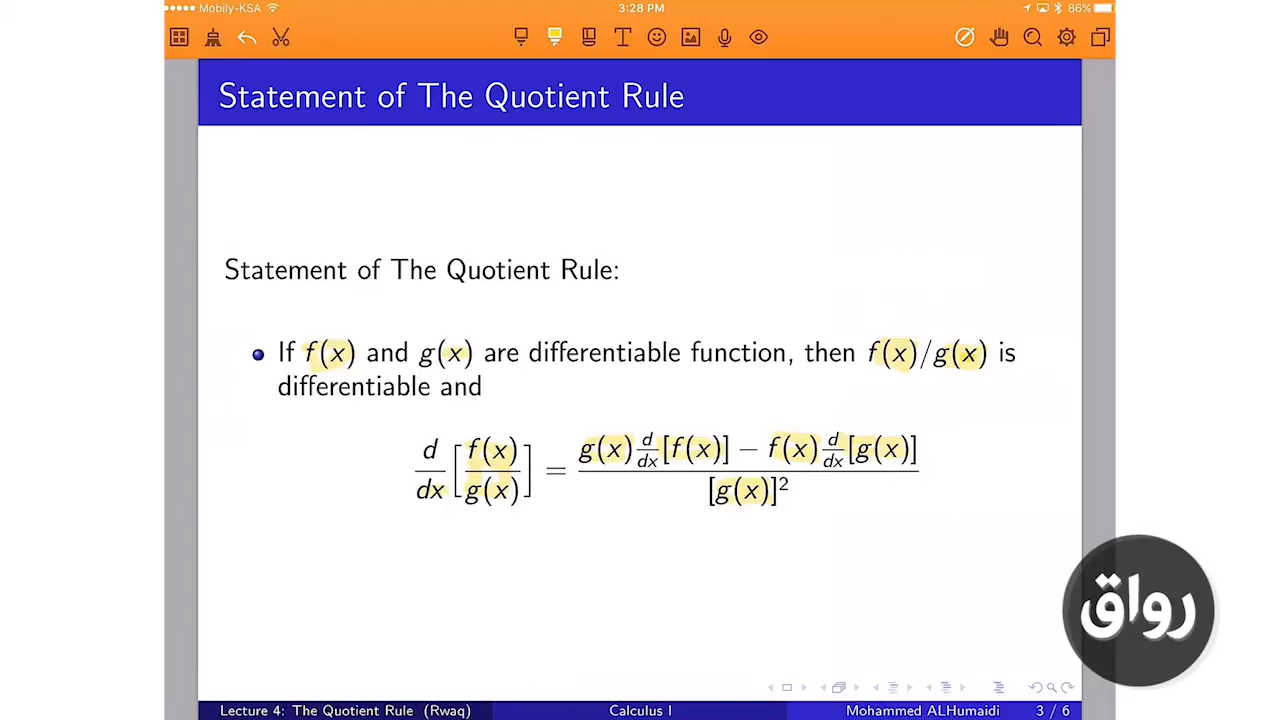 Mobily-KSA 3:28 PM 86%
Statement of The Quotient Rule
Statement of The Quotient Rule:
If f(x) and g(x) are differentiable function, then f(x)/g(x) is
differentiable and
d/dx [f(x)/g(x)] = (g(x) d/dx [f(x)] − f(x) d/dx [g(x)]) / [g(x)]²
رواق
Lecture 4: The Quotient Rule (Rwaq) Calculus I Mohammed ALHumaidi 3 / 6